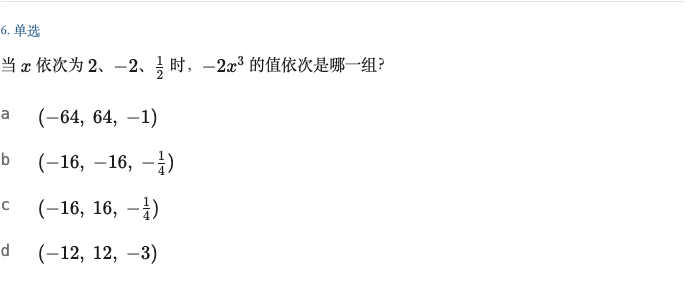 6. 单选
当 x 依次为 2、−2、1/2 时，−2x³ 的值依次是哪一组?
a (−64, 64, −1)
b (−16, −16, −1/4)
c (−16, 16, −1/4)
d (−12, 12, −3)